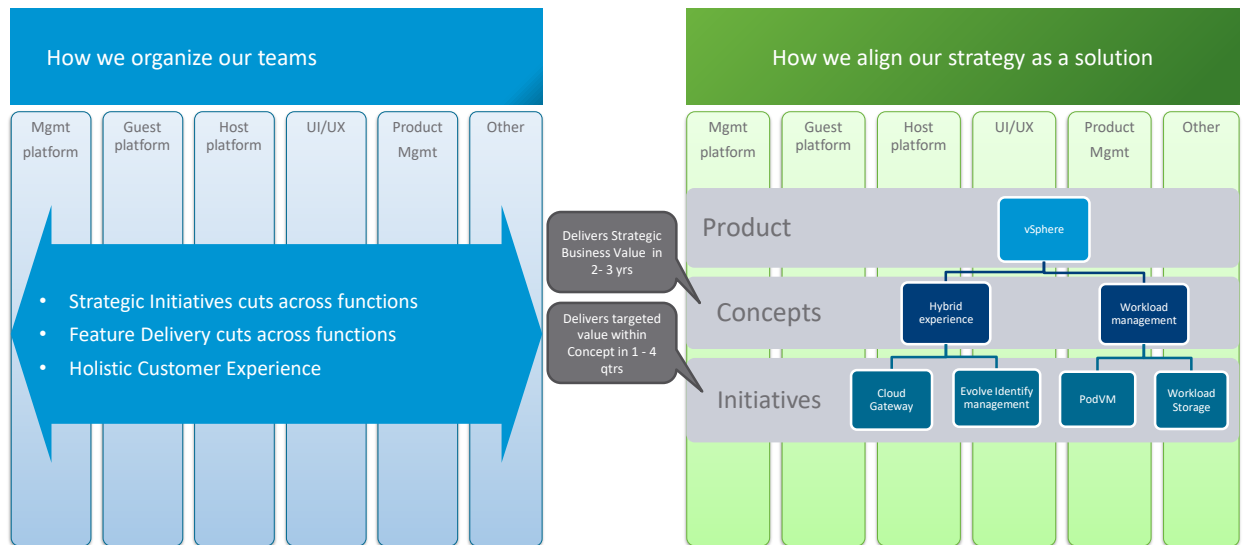 How we organize our teams
Mgmt
platform
Guest
platform
Host
platform
UI/UX
Product
Mgmt
Other
• Strategic Initiatives cuts across functions
• Feature Delivery cuts across functions
• Holistic Customer Experience
Delivers Strategic
Business Value in
2- 3 yrs
Delivers targeted
value within
Concept in 1 - 4
qtrs
How we align our strategy as a solution
Mgmt
platform
Guest
platform
Host
platform
UI/UX
Product
Mgmt
Other
Product
vSphere
Concepts
Hybrid
experience
Workload
management
Initiatives
Cloud
Gateway
Evolve Identify
management
PodVM
Workload
Storage